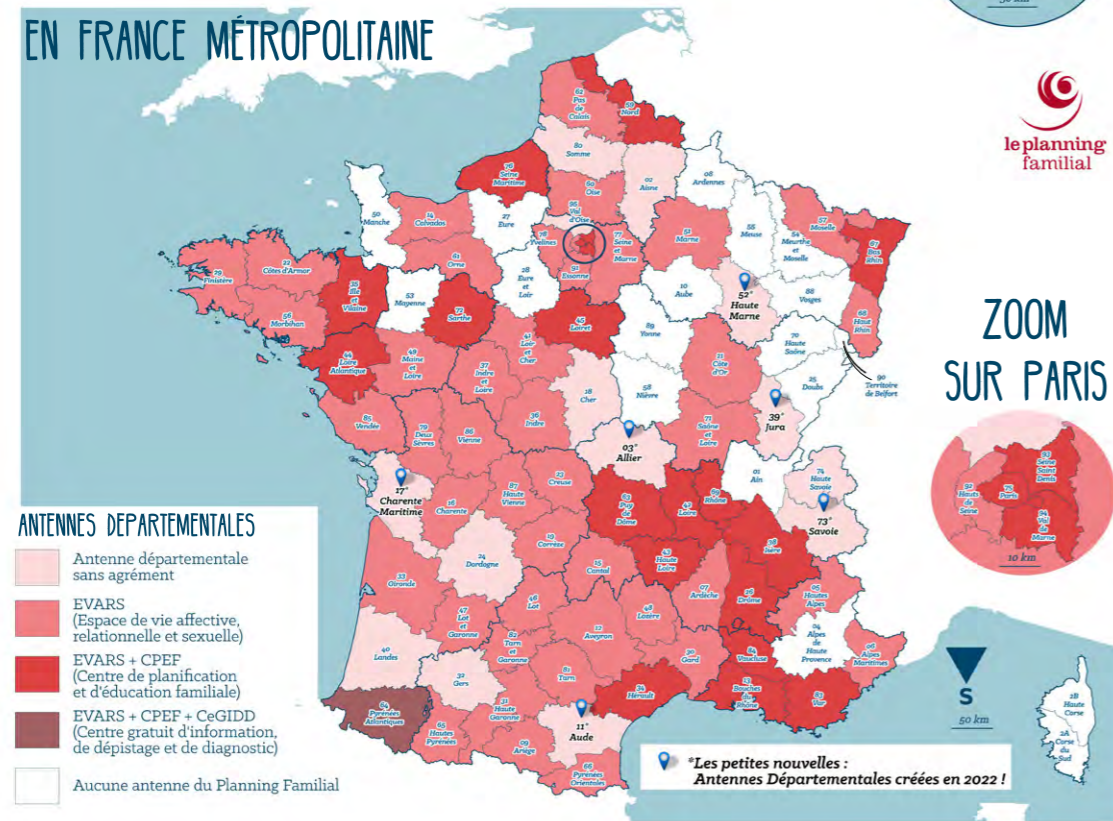 EN FRANCE MÉTROPOLITAINE
le planning
familial
62
Pas
de
Calais
59
Nord
80
Somme
76
Seine
Maritime
02
Aisne
08
Ardennes
60
Oise
95
Val
d'Oise
50
Manche
14
Calvados
27
Eure
78
Yvelines
77
Seine
et
Marne
91
Essonne
51
Marne
55
Meuse
54
Meurthe
et
Moselle
57
Moselle
67
Bas
Rhin
61
Orne
28
Eure
et
Loir
10
Aube
52*
Haute
Marne
88
Vosges
68
Haut
Rhin
22
Côtes d'Armor
29
Finistère
35
Ille
et
Vilaine
53
Mayenne
72
Sarthe
45
Loiret
56
Morbihan
41
Loir
et
Cher
89
Yonne
70
Haute
Saône
90
Territoire
de Belfort
44
Loire
Atlantique
49
Maine
et
Loire
37
Indre
et
Loire
18
Cher
58
Nièvre
21
Côte
d'Or
25
Doubs
39*
Jura
85
Vendée
79
Deux
Sèvres
86
Vienne
36
Indre
03*
Allier
71
Saône
et
Loire
01
Ain
74
Haute
Savoie
73*
Savoie
17*
Charente
Maritime
16
Charente
87
Haute
Vienne
23
Creuse
63
Puy
de
Dôme
42
Loire
69
Rhône
38
Isère
24
Dordogne
19
Corrèze
15
Cantal
43
Haute
Loire
07
Ardèche
26
Drôme
05
Hautes
Alpes
33
Gironde
47
Lot
et
Garonne
46
Lot
48
Lozère
04
Alpes
de
Haute
Provence
06
Alpes
Maritimes
82
Tarn
et
Garonne
12
Aveyron
30
Gard
84
Vaucluse
40
Landes
32
Gers
81
Tarn
34
Hérault
13
Bouches
du
Rhône
83
Var
64
Pyrénées
Atlantiques
65
Hautes
Pyrénées
31
Haute
Garonne
09
Ariège
11*
Aude
66
Pyrénées
Orientales
2B
Haute
Corse
2A
Corse
du
Sud
ZOOM
SUR PARIS
92
Hauts
de
Seine
75
Paris
93
Seine
Saint
Denis
94
Val
de
Marne
10 km
S
50 km
ANTENNES DEPARTEMENTALES
Antenne départementale
sans agrément
EVARS
(Espace de vie affective,
relationnelle et sexuelle)
EVARS + CPEF
(Centre de planification
et d'éducation familiale)
EVARS + CPEF + CeGIDD
(Centre gratuit d'information,
de dépistage et de diagnostic)
Aucune antenne du Planning Familial
*Les petites nouvelles :
Antennes Départementales créées en 2022 !